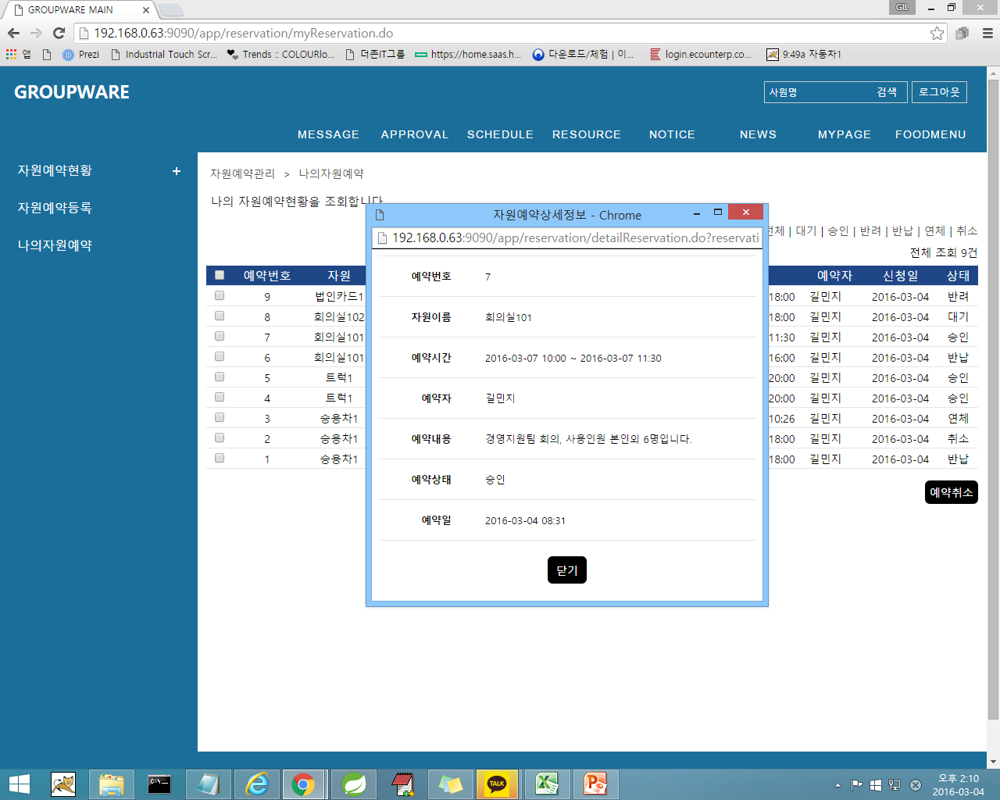 GROUPWARE MAIN
GIL
192.168.0.63:9090/app/reservation/myReservation.do
앱 Prezi Industrial Touch Scr... Trends :: COLOURlo... 더존IT그룹 https://home.saas.h... 다운로드/체험 | 이... login.ecounterp.co... 9:49a 자동차1
GROUPWARE
사원명 검색 로그아웃
MESSAGE APPROVAL SCHEDULE RESOURCE NOTICE NEWS MYPAGE FOODMENU
자원예약현황 +
자원예약등록
나의자원예약
자원예약관리 > 나의자원예약
나의 자원예약현황을 조회합니다
전체 | 대기 | 승인 | 반려 | 반납 | 연체 | 취소
전체 조회 9건
예약번호 자원 예약자 신청일 상태
9 법인카드1 18:00 길민지 2016-03-04 반려
8 회의실102 18:00 길민지 2016-03-04 대기
7 회의실101 11:30 길민지 2016-03-04 승인
6 회의실101 16:00 길민지 2016-03-04 반납
5 트럭1 20:00 길민지 2016-03-04 승인
4 트럭1 20:00 길민지 2016-03-04 승인
3 승용차1 10:26 길민지 2016-03-04 연체
2 승용차1 18:00 길민지 2016-03-04 취소
1 승용차1 18:00 길민지 2016-03-04 반납
예약취소
자원예약상세정보 - Chrome
192.168.0.63:9090/app/reservation/detailReservation.do?reservati
예약번호 7
자원이름 회의실101
예약시간 2016-03-07 10:00 ~ 2016-03-07 11:30
예약자 길민지
예약내용 경영지원팀 회의, 사용인원 본인외 6명입니다.
예약상태 승인
예약일 2016-03-04 08:31
닫기
C:\
TALK
오후 2:10
2016-03-04